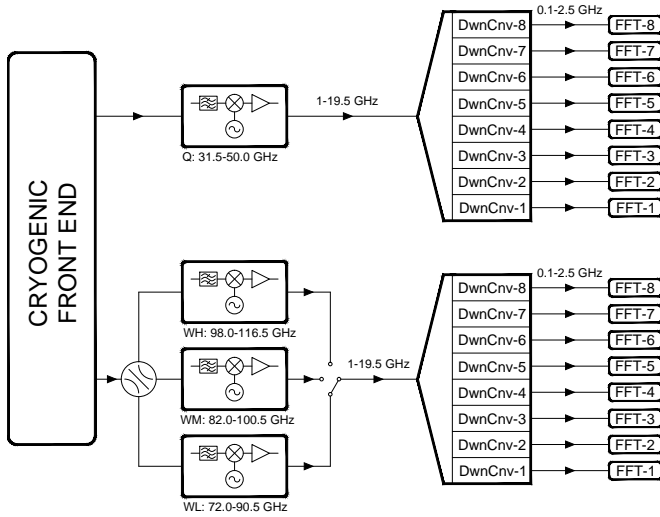 CRYOGENIC
FRONT END
Q: 31.5-50.0 GHz
1-19.5 GHz
0.1-2.5 GHz
DwnCnv-8 FFT-8
DwnCnv-7 FFT-7
DwnCnv-6 FFT-6
DwnCnv-5 FFT-5
DwnCnv-4 FFT-4
DwnCnv-3 FFT-3
DwnCnv-2 FFT-2
DwnCnv-1 FFT-1
WH: 98.0-116.5 GHz
WM: 82.0-100.5 GHz
WL: 72.0-90.5 GHz
1-19.5 GHz
0.1-2.5 GHz
DwnCnv-8 FFT-8
DwnCnv-7 FFT-7
DwnCnv-6 FFT-6
DwnCnv-5 FFT-5
DwnCnv-4 FFT-4
DwnCnv-3 FFT-3
DwnCnv-2 FFT-2
DwnCnv-1 FFT-1